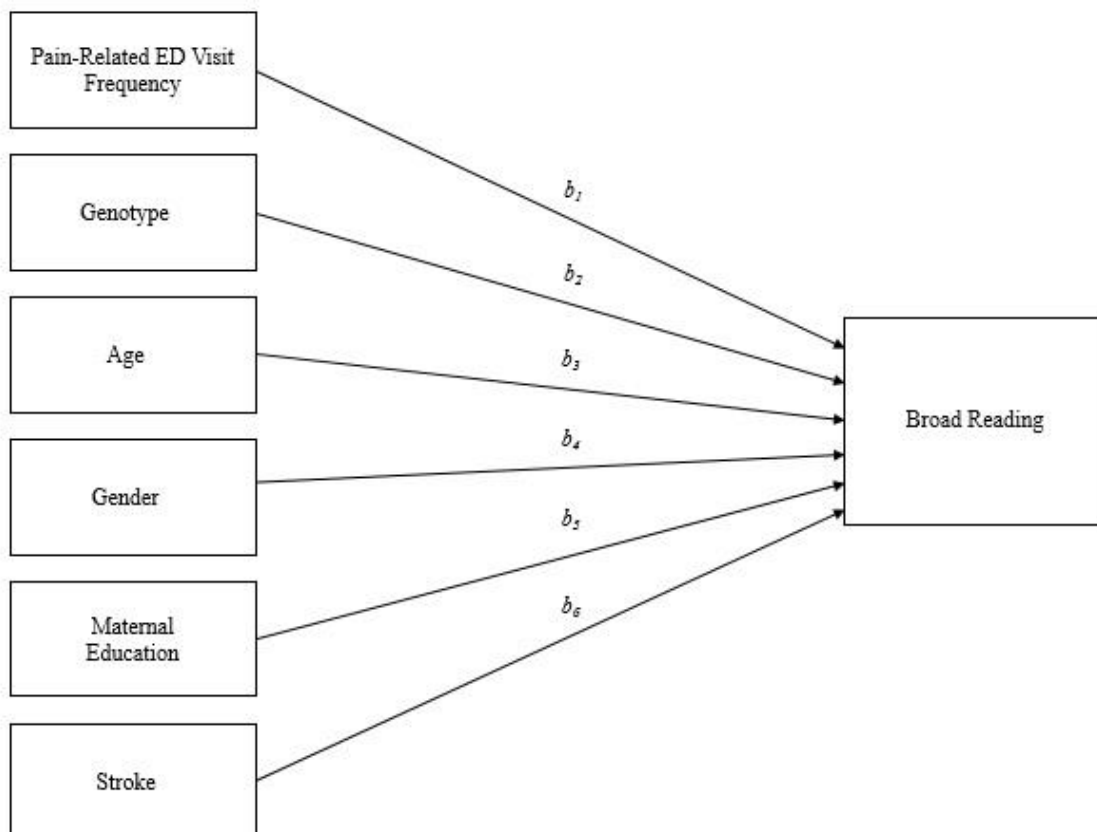 Pain-Related ED Visit
Frequency
b1
Genotype
b2
Age
b3
Broad Reading
b4
Gender
b5
Maternal
Education
b6
Stroke